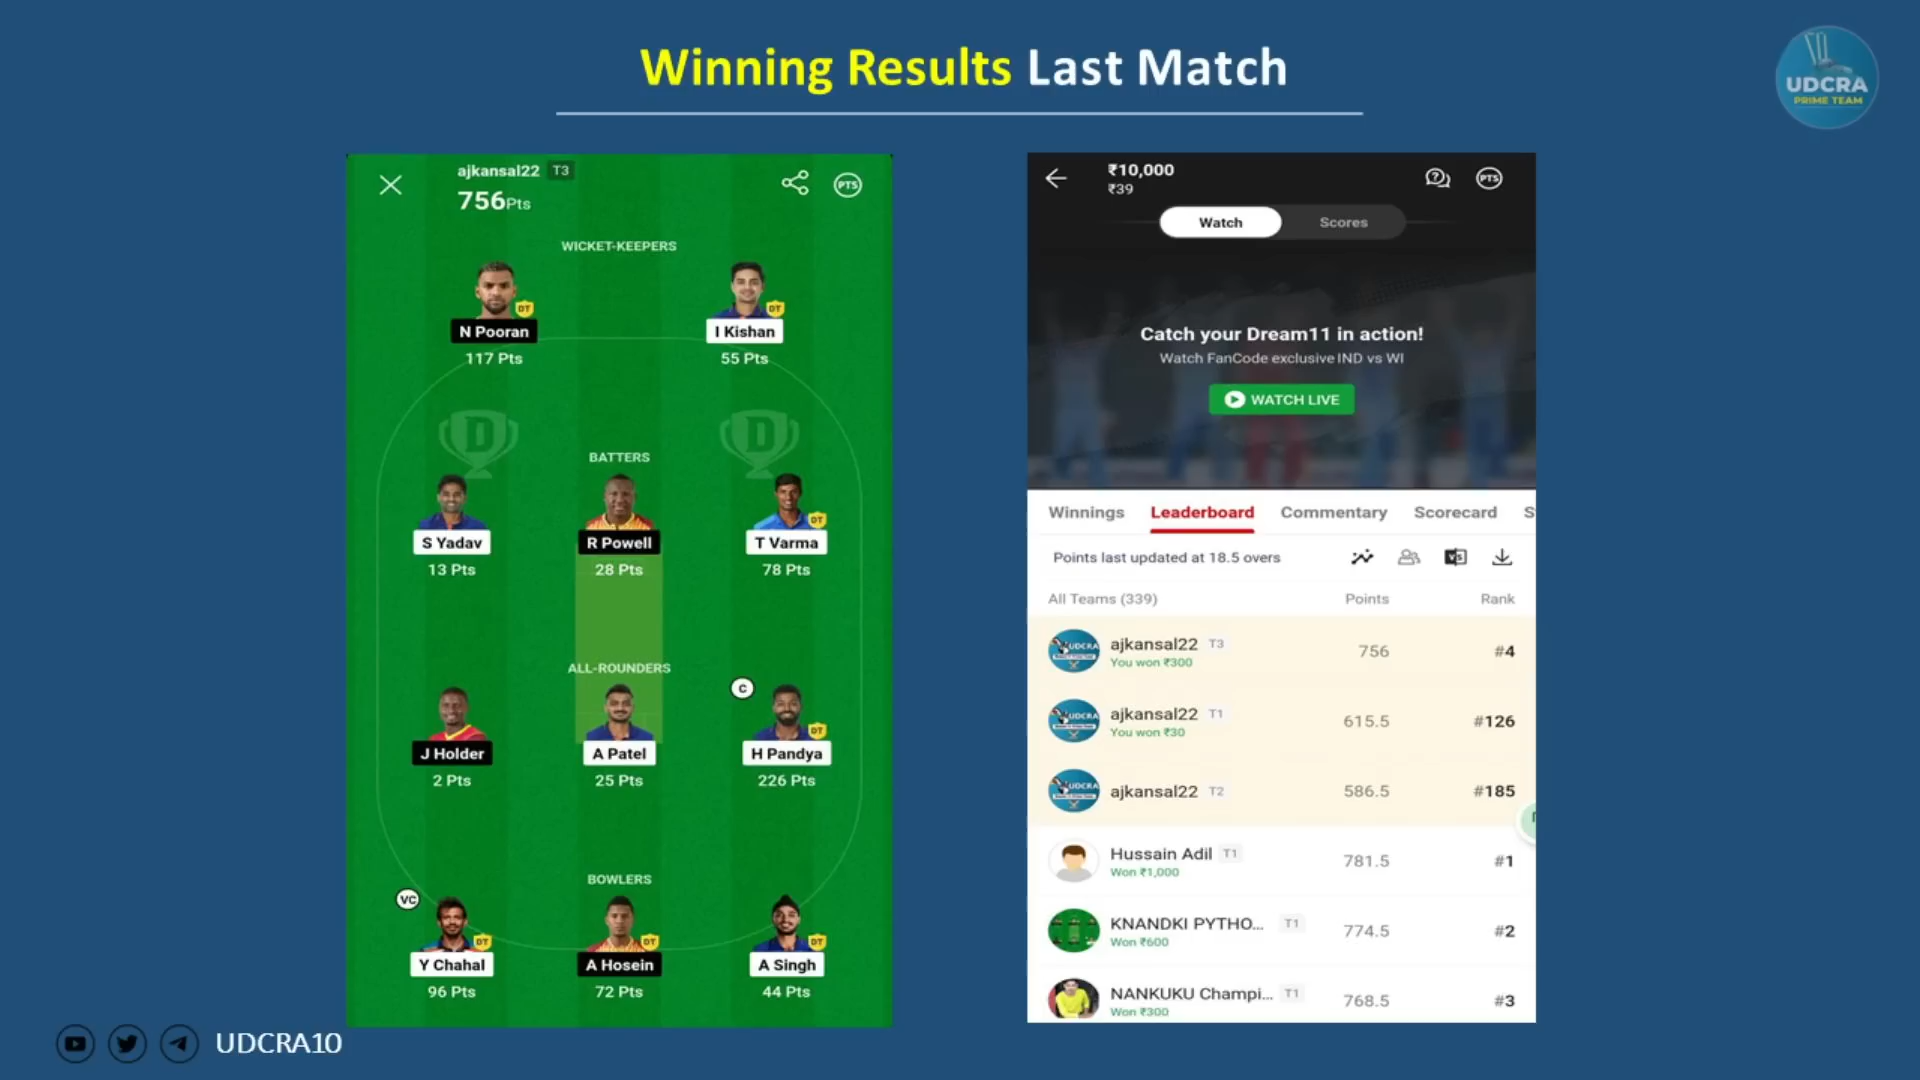 Winning Results Last Match
UDCRA
PRIME TEAM
ajkansal22 T3
756Pts
PTS
WICKET-KEEPERS
DT
DT
N Pooran
I Kishan
117 Pts
55 Pts
D
D
BATTERS
DT
S Yadav
R Powell
T Varma
13 Pts
28 Pts
78 Pts
ALL-ROUNDERS
C
DT
J Holder
A Patel
H Pandya
2 Pts
25 Pts
226 Pts
BOWLERS
VC
DT
DT
DT
Y Chahal
A Hosein
A Singh
96 Pts
72 Pts
44 Pts
₹10,000
₹39
PTS
Watch
Scores
Catch your Dream11 in action!
Watch FanCode exclusive IND vs WI
WATCH LIVE
Winnings
Leaderboard
Commentary
Scorecard
S
Points last updated at 18.5 overs
VS
All Teams (339)
Points
Rank
UDCRA
ajkansal22 T3
756
#4
You won ₹300
UDCRA
ajkansal22 T1
615.5
#126
You won ₹30
UDCRA
ajkansal22 T2
586.5
#185
Hussain Adil T1
781.5
#1
Won ₹1,000
KNANDKI PYTHO... T1
774.5
#2
Won ₹600
NANKUKU Champi... T1
768.5
#3
Won ₹300
UDCRA10